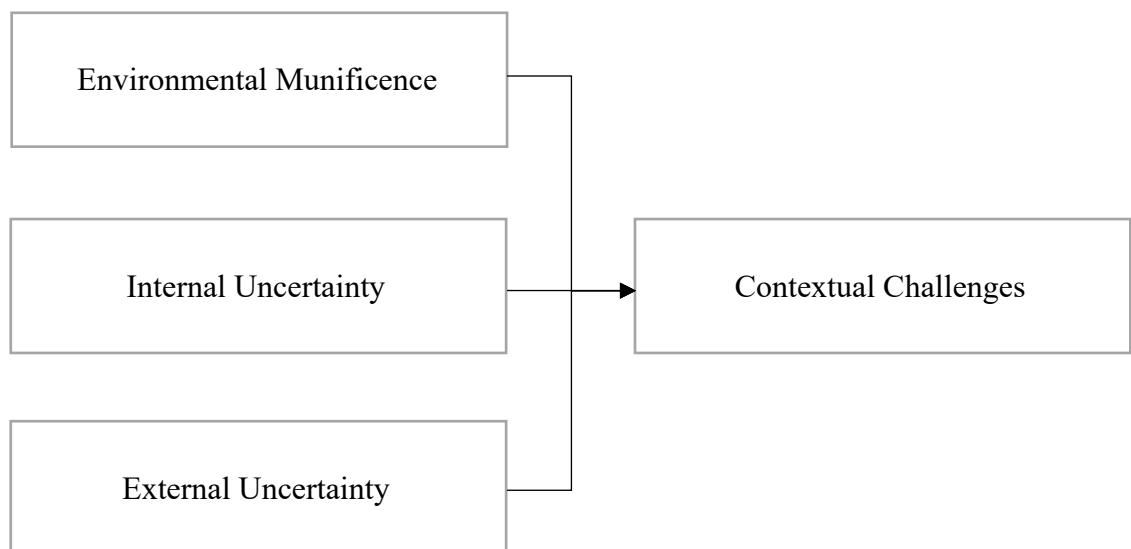 Environmental Munificence
Internal Uncertainty
Contextual Challenges
External Uncertainty